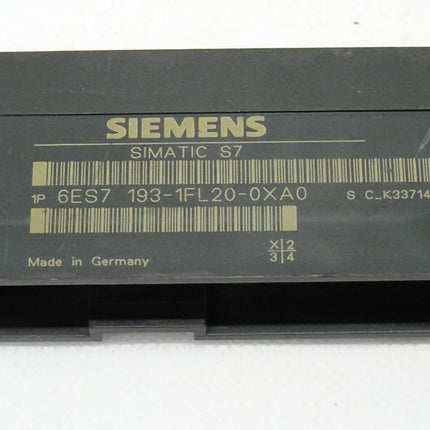 SIEMENS
SIMATIC S7
1P 6ES7 193-1FL20-0XA0 S C_K33714
X 2
3 4
Made in Germany